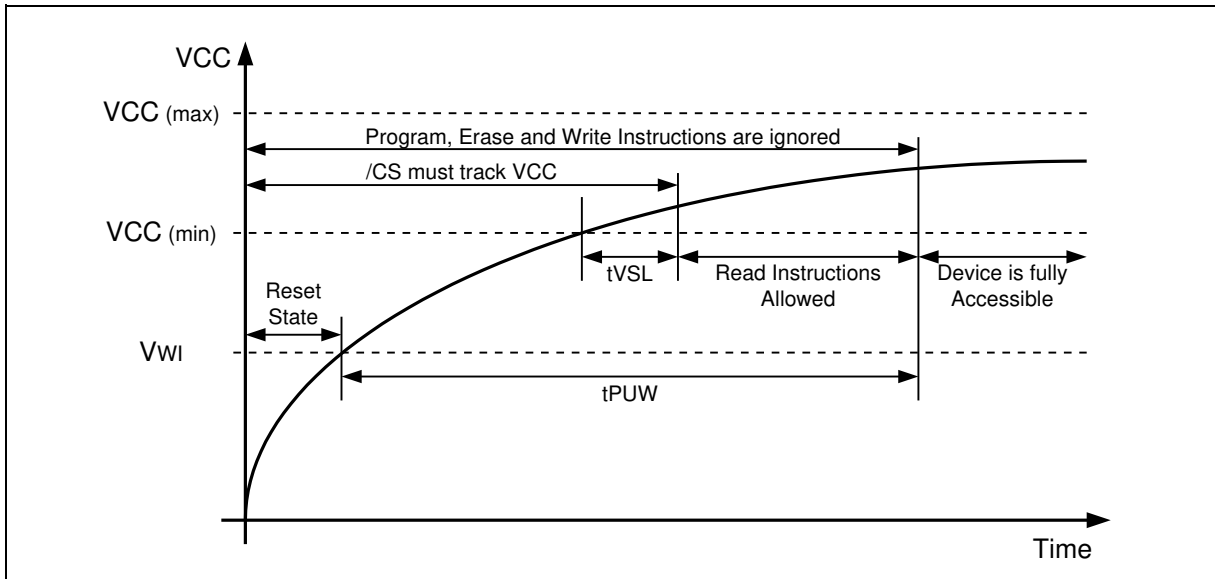 VCC
VCC (max)
Program, Erase and Write Instructions are ignored
/CS must track VCC
VCC (min)
tVSL
Read Instructions
Allowed
Device is fully
Accessible
Reset
State
VWI
tPUW
Time